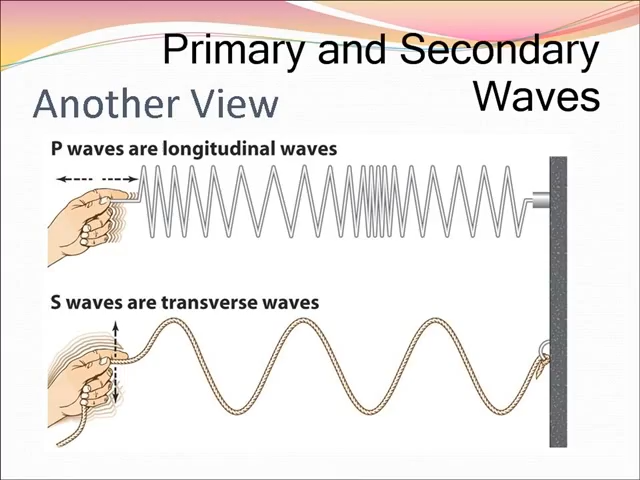 Primary and Secondary
Waves
Another View
P waves are longitudinal waves
S waves are transverse waves